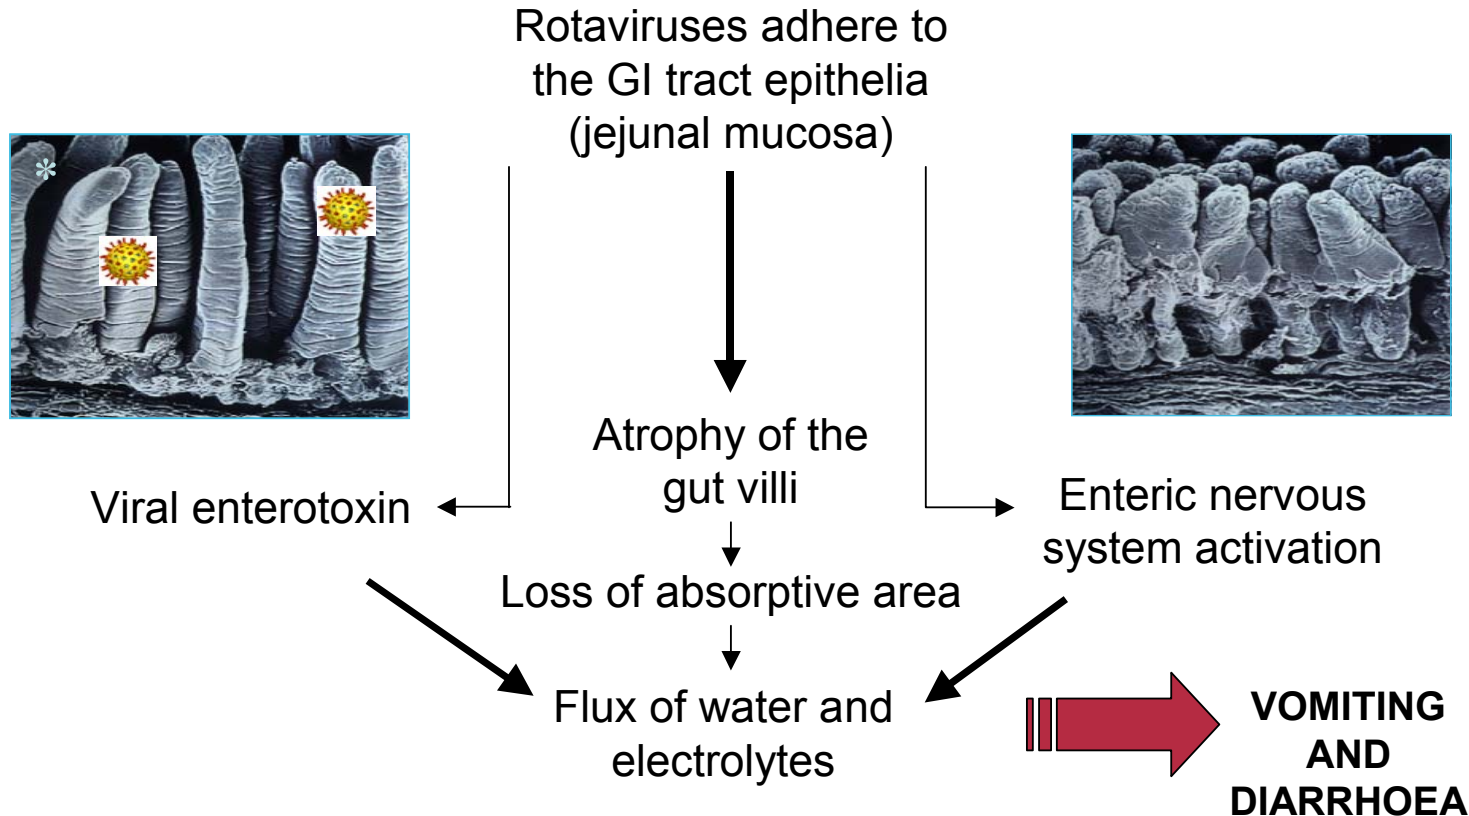 Rotaviruses adhere to
the GI tract epithelia
(jejunal mucosa)
*
Atrophy of the
gut villi
Viral enterotoxin
Enteric nervous
system activation
Loss of absorptive area
Flux of water and
electrolytes
VOMITING
AND
DIARRHOEA